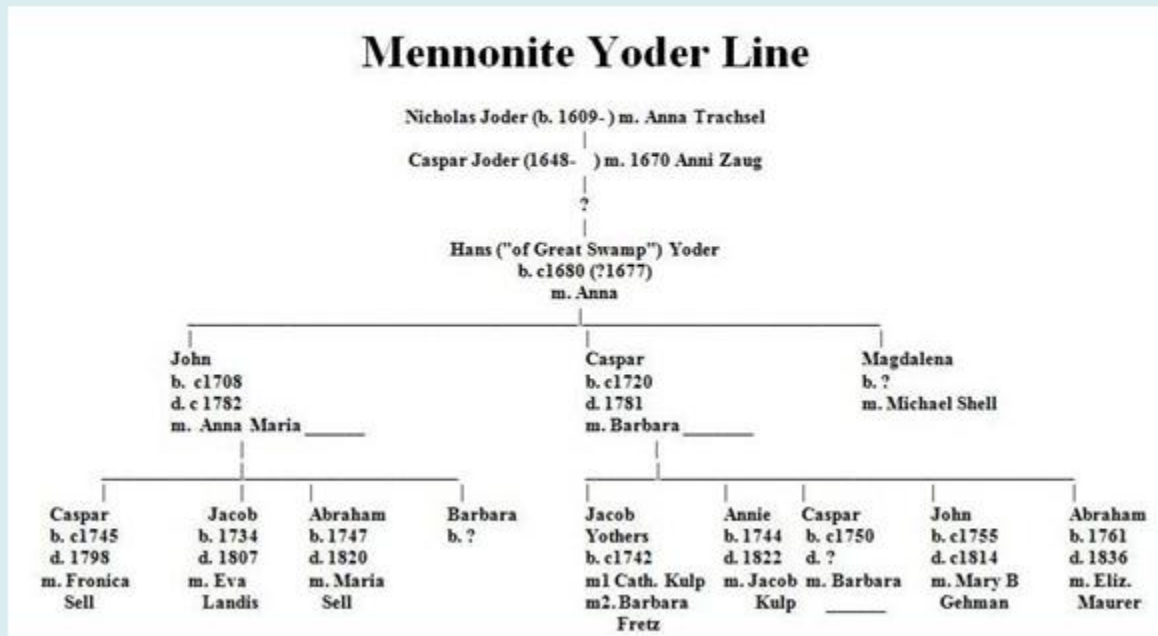 Mennonite Yoder Line
Nicholas Joder (b. 1609- ) m. Anna Trachsel
Caspar Joder (1648- ) m. 1670 Anni Zaug
?
Hans ("of Great Swamp") Yoder
b. c1680 (?1677)
m. Anna
John
b. c1708
d. c 1782
m. Anna Maria ______
Caspar
b. c1720
d. 1781
m. Barbara _______
Magdalena
b. ?
m. Michael Shell
Caspar
b. c1745
d. 1798
m. Fronica
Sell
Jacob
b. 1734
d. 1807
m. Eva
Landis
Abraham
b. 1747
d. 1820
m. Maria
Sell
Barbara
b. ?
Jacob
Yothers
b. c1742
m1 Cath. Kulp
m2. Barbara
Fretz
Annie
b. 1744
d. 1822
m. Jacob
Kulp
Caspar
b. c1750
d. ?
m. Barbara
______
John
b. c1755
d. c1814
m. Mary B
Gehman
Abraham
b. 1761
d. 1836
m. Eliz.
Maurer